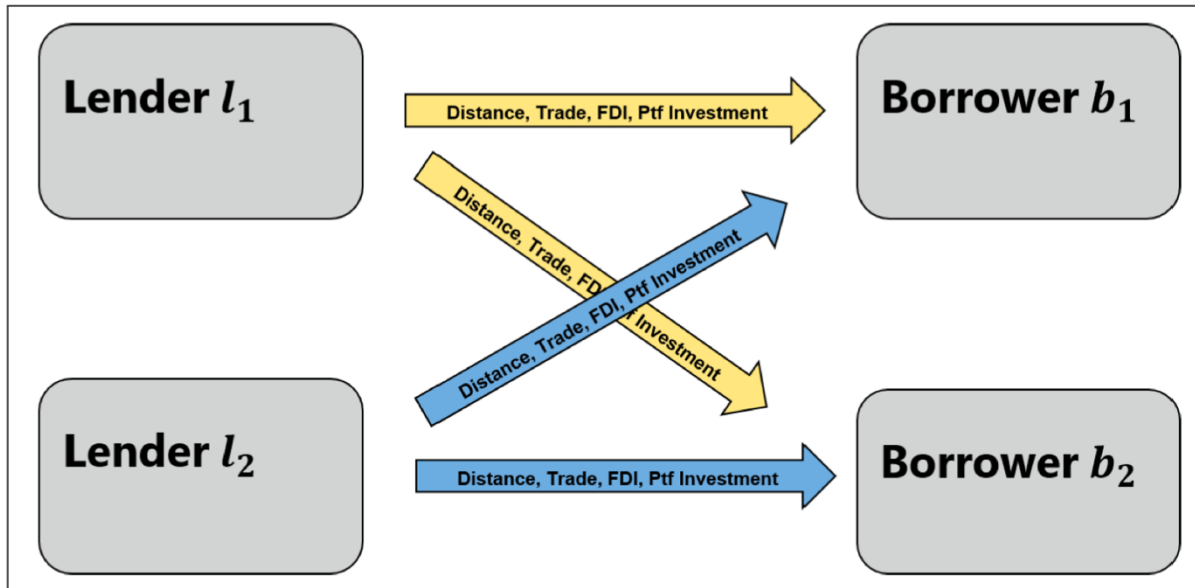 Lender l₁
Distance, Trade, FDI, Ptf Investment
Borrower b₁
Distance, Trade, FD f Investment
Distance, Trade, FDI, Ptf Investment
Lender l₂
Distance, Trade, FDI, Ptf Investment
Borrower b₂